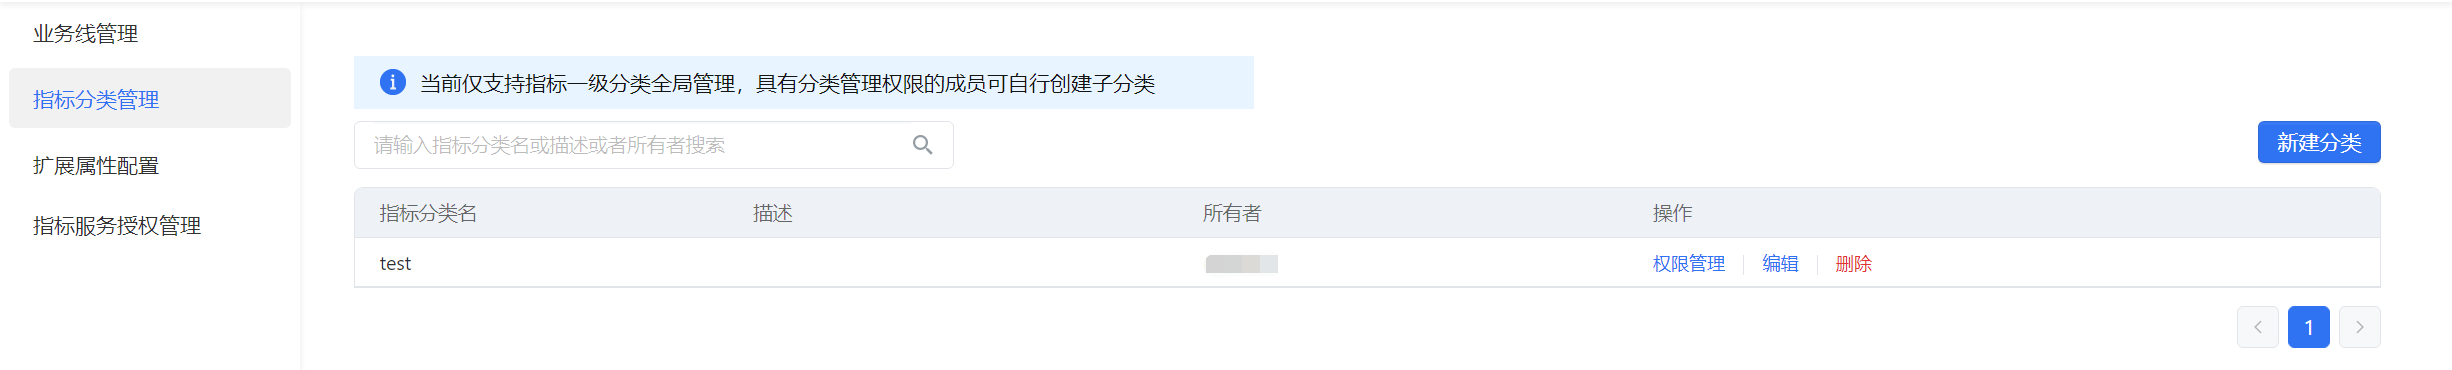 业务线管理
指标分类管理
扩展属性配置
指标服务授权管理
当前仅支持指标一级分类全局管理，具有分类管理权限的成员可自行创建子分类
请输入指标分类名或描述或者所有者搜索
新建分类
指标分类名 描述 所有者 操作
test 权限管理 编辑 删除
1